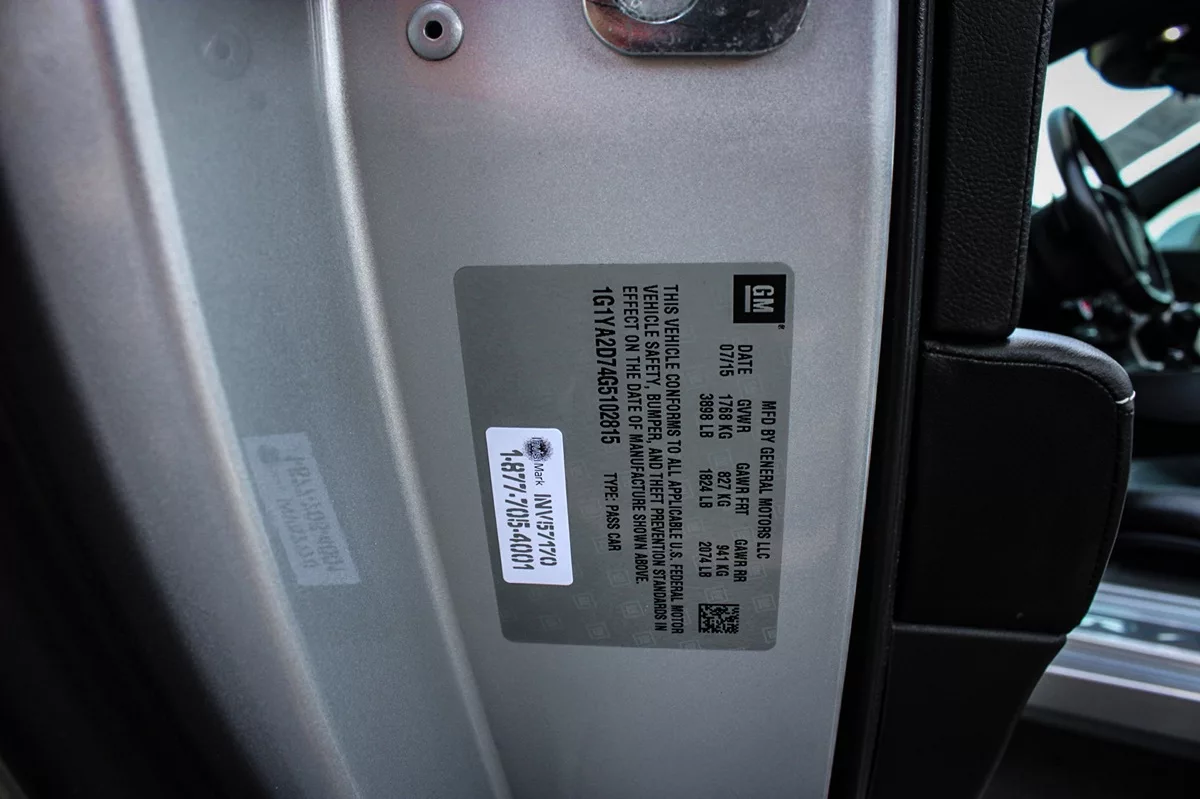 GM
MFD BY GENERAL MOTORS LLC
DATE GVWR GAWR FRT GAWR RR
07/15 1768 KG 827 KG 941 KG
3899 LB 1824 LB 2074 LB
THIS VEHICLE CONFORMS TO ALL APPLICABLE U.S. FEDERAL MOTOR
VEHICLE SAFETY, BUMPER, AND THEFT PREVENTION STANDARDS IN
EFFECT ON THE DATE OF MANUFACTURE SHOWN ABOVE.
1G1YA2D74G5102815 TYPE: PASS CAR
Mark INV57170
1-877-705-4001